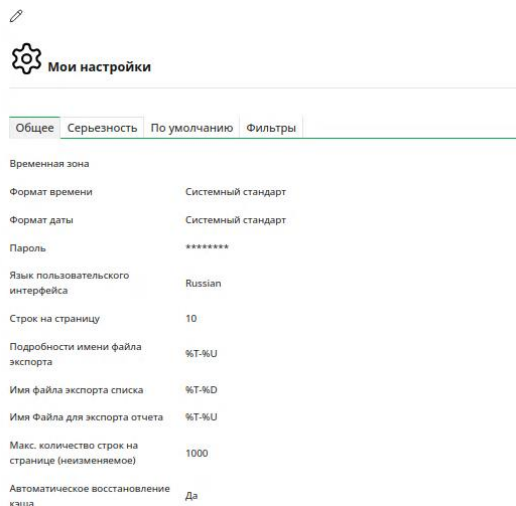 Мои настройки
Общее Серьезность По умолчанию Фильтры
Временная зона
Формат времени Системный стандарт
Формат даты Системный стандарт
Пароль ********
Язык пользовательского
интерфейса Russian
Строк на страницу 10
Подробности имени файла
экспорта %T-%U
Имя файла экспорта списка %T-%D
Имя Файла для экспорта отчета %T-%U
Макс. количество строк на
странице (неизменяемое) 1000
Автоматическое восстановление
кэша Да